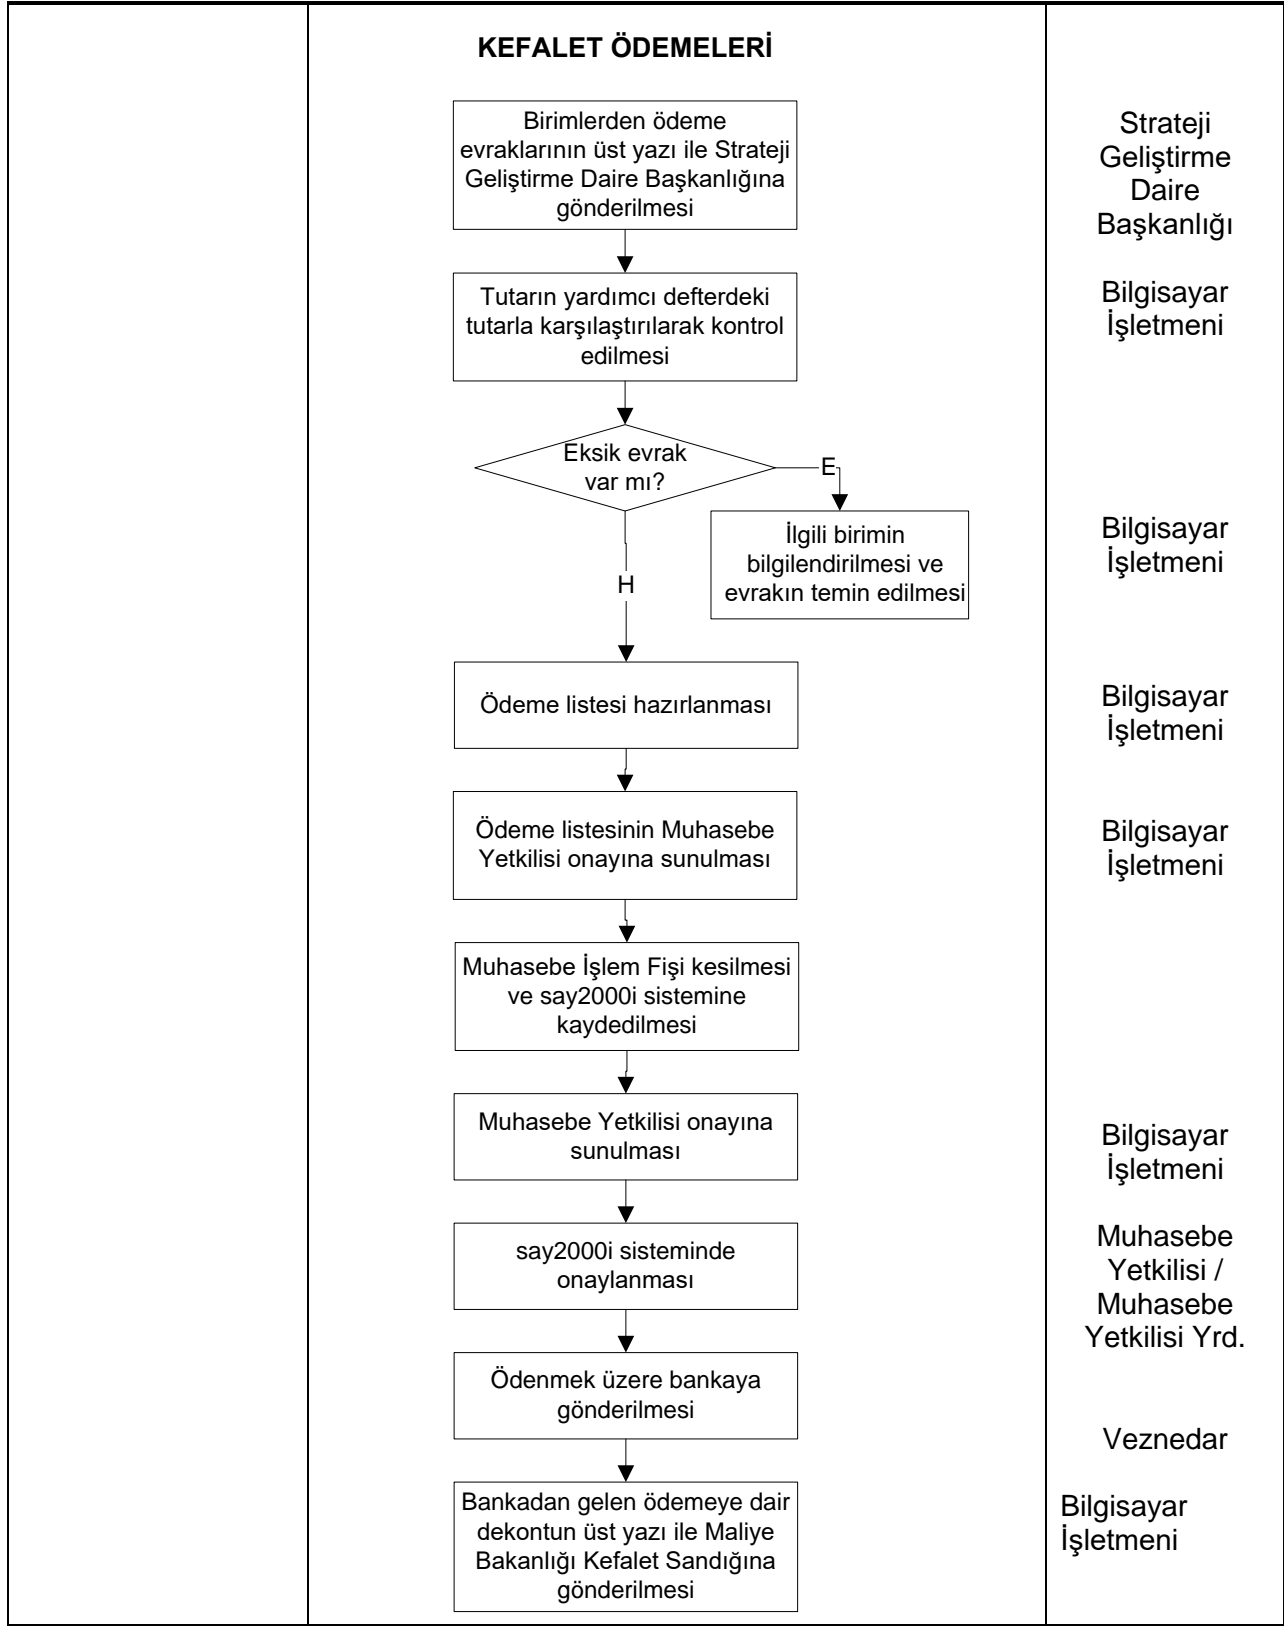 KEFALET ÖDEMELERİ
Birimlerden ödeme
evraklarının üst yazı ile Strateji
Geliştirme Daire Başkanlığına
gönderilmesi
Strateji
Geliştirme
Daire
Başkanlığı
Tutarın yardımcı defterdeki
tutarla karşılaştırılarak kontrol
edilmesi
Bilgisayar
İşletmeni
Eksik evrak
var mı?
E
İlgili birimin
bilgilendirilmesi ve
evrakın temin edilmesi
Bilgisayar
İşletmeni
H
Ödeme listesi hazırlanması
Bilgisayar
İşletmeni
Ödeme listesinin Muhasebe
Yetkilisi onayına sunulması
Bilgisayar
İşletmeni
Muhasebe İşlem Fişi kesilmesi
ve say2000i sistemine
kaydedilmesi
Muhasebe Yetkilisi onayına
sunulması
Bilgisayar
İşletmeni
say2000i sisteminde
onaylanması
Muhasebe
Yetkilisi /
Muhasebe
Yetkilisi Yrd.
Ödenmek üzere bankaya
gönderilmesi
Veznedar
Bankadan gelen ödemeye dair
dekontun üst yazı ile Maliye
Bakanlığı Kefalet Sandığına
gönderilmesi
Bilgisayar
İşletmeni